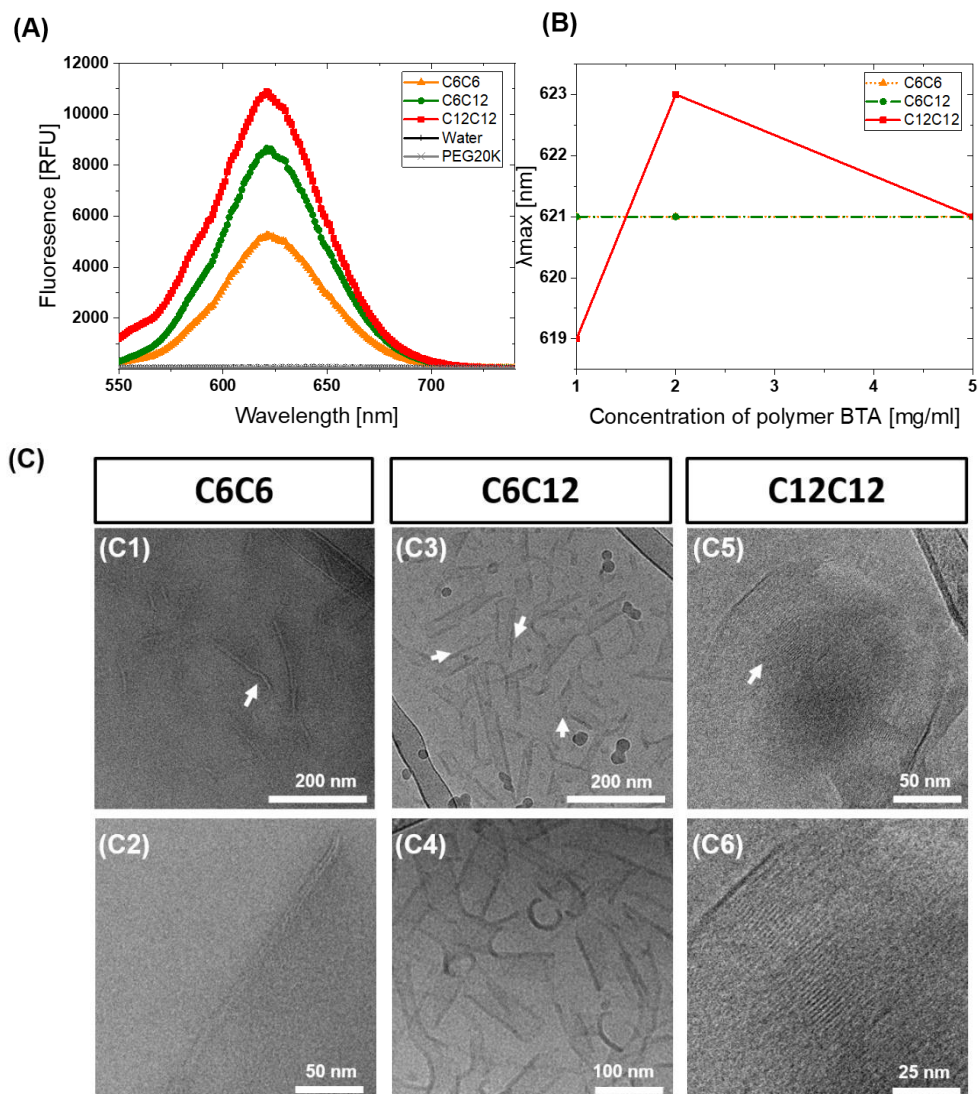 (A)
Fluoresence [RFU]
12000
10000
8000
6000
4000
2000
550
600
650
700
Wavelength [nm]
C6C6
C6C12
C12C12
Water
PEG20K
(B)
λmax [nm]
623
622
621
620
619
1
2
3
4
5
Concentration of polymer BTA [mg/ml]
C6C6
C6C12
C12C12
(C)
C6C6
C6C12
C12C12
(C1)
200 nm
(C3)
200 nm
(C5)
50 nm
(C2)
50 nm
(C4)
100 nm
(C6)
25 nm